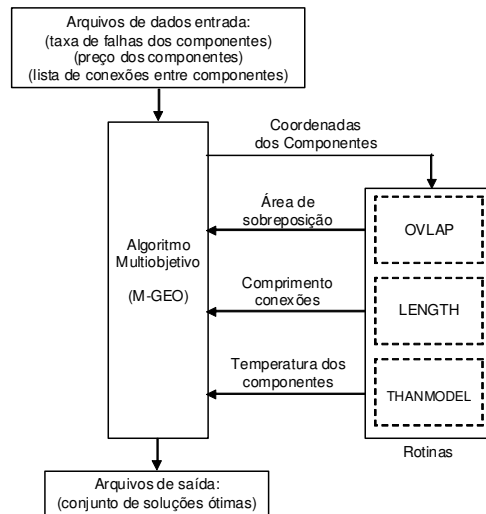 Arquivos de dados entrada:
(taxa de falhas dos componentes)
(preço dos componentes)
(lista de conexões entre componentes)
Coordenadas
dos Componentes
Área de
sobreposição
OVLAP
Algoritmo
Multiobjetivo
(M-GEO)
Comprimento
conexões
LENGTH
Temperatura dos
componentes
THANMODEL
Rotinas
Arquivos de saída:
(conjunto de soluções ótimas)